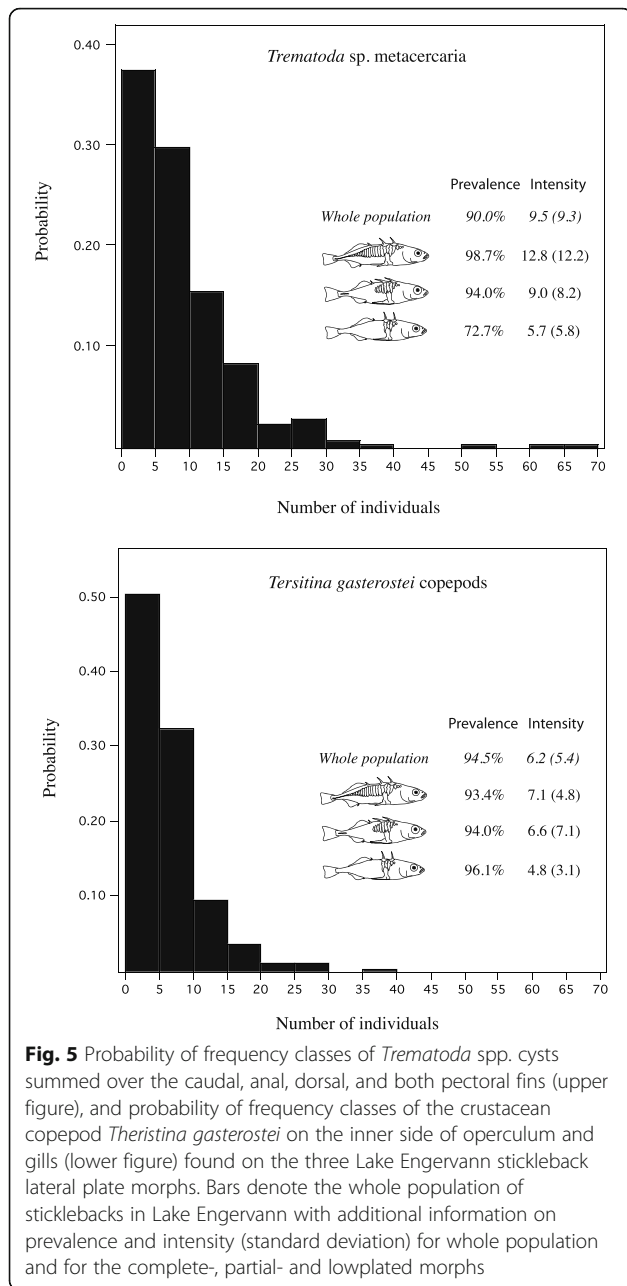 0.40
Trematoda sp. metacercaria
0.30
Prevalence Intensity
Whole population 90.0% 9.5 (9.3)
0.20
98.7% 12.8 (12.2)
94.0% 9.0 (8.2)
72.7% 5.7 (5.8)
0.10
Probability
0 5 10 15 20 25 30 35 40 45 50 55 60 65 70
Number of individuals
Tersitina gasterostei copepods
0.50
0.40
Prevalence Intensity
0.30
Whole population 94.5% 6.2 (5.4)
93.4% 7.1 (4.8)
0.20
94.0% 6.6 (7.1)
96.1% 4.8 (3.1)
0.10
Probability
0 5 10 15 20 25 30 40 45 50 55 60 65 70
Number of individuals
Fig. 5 Probability of frequency classes of Trematoda spp. cysts
summed over the caudal, anal, dorsal, and both pectoral fins (upper
figure), and probability of frequency classes of the crustacean
copepod Theristina gasterostei on the inner side of operculum and
gills (lower figure) found on the three Lake Engervann stickleback
lateral plate morphs. Bars denote the whole population of
sticklebacks in Lake Engervann with additional information on
prevalence and intensity (standard deviation) for whole population
and for the complete-, partial- and lowplated morphs